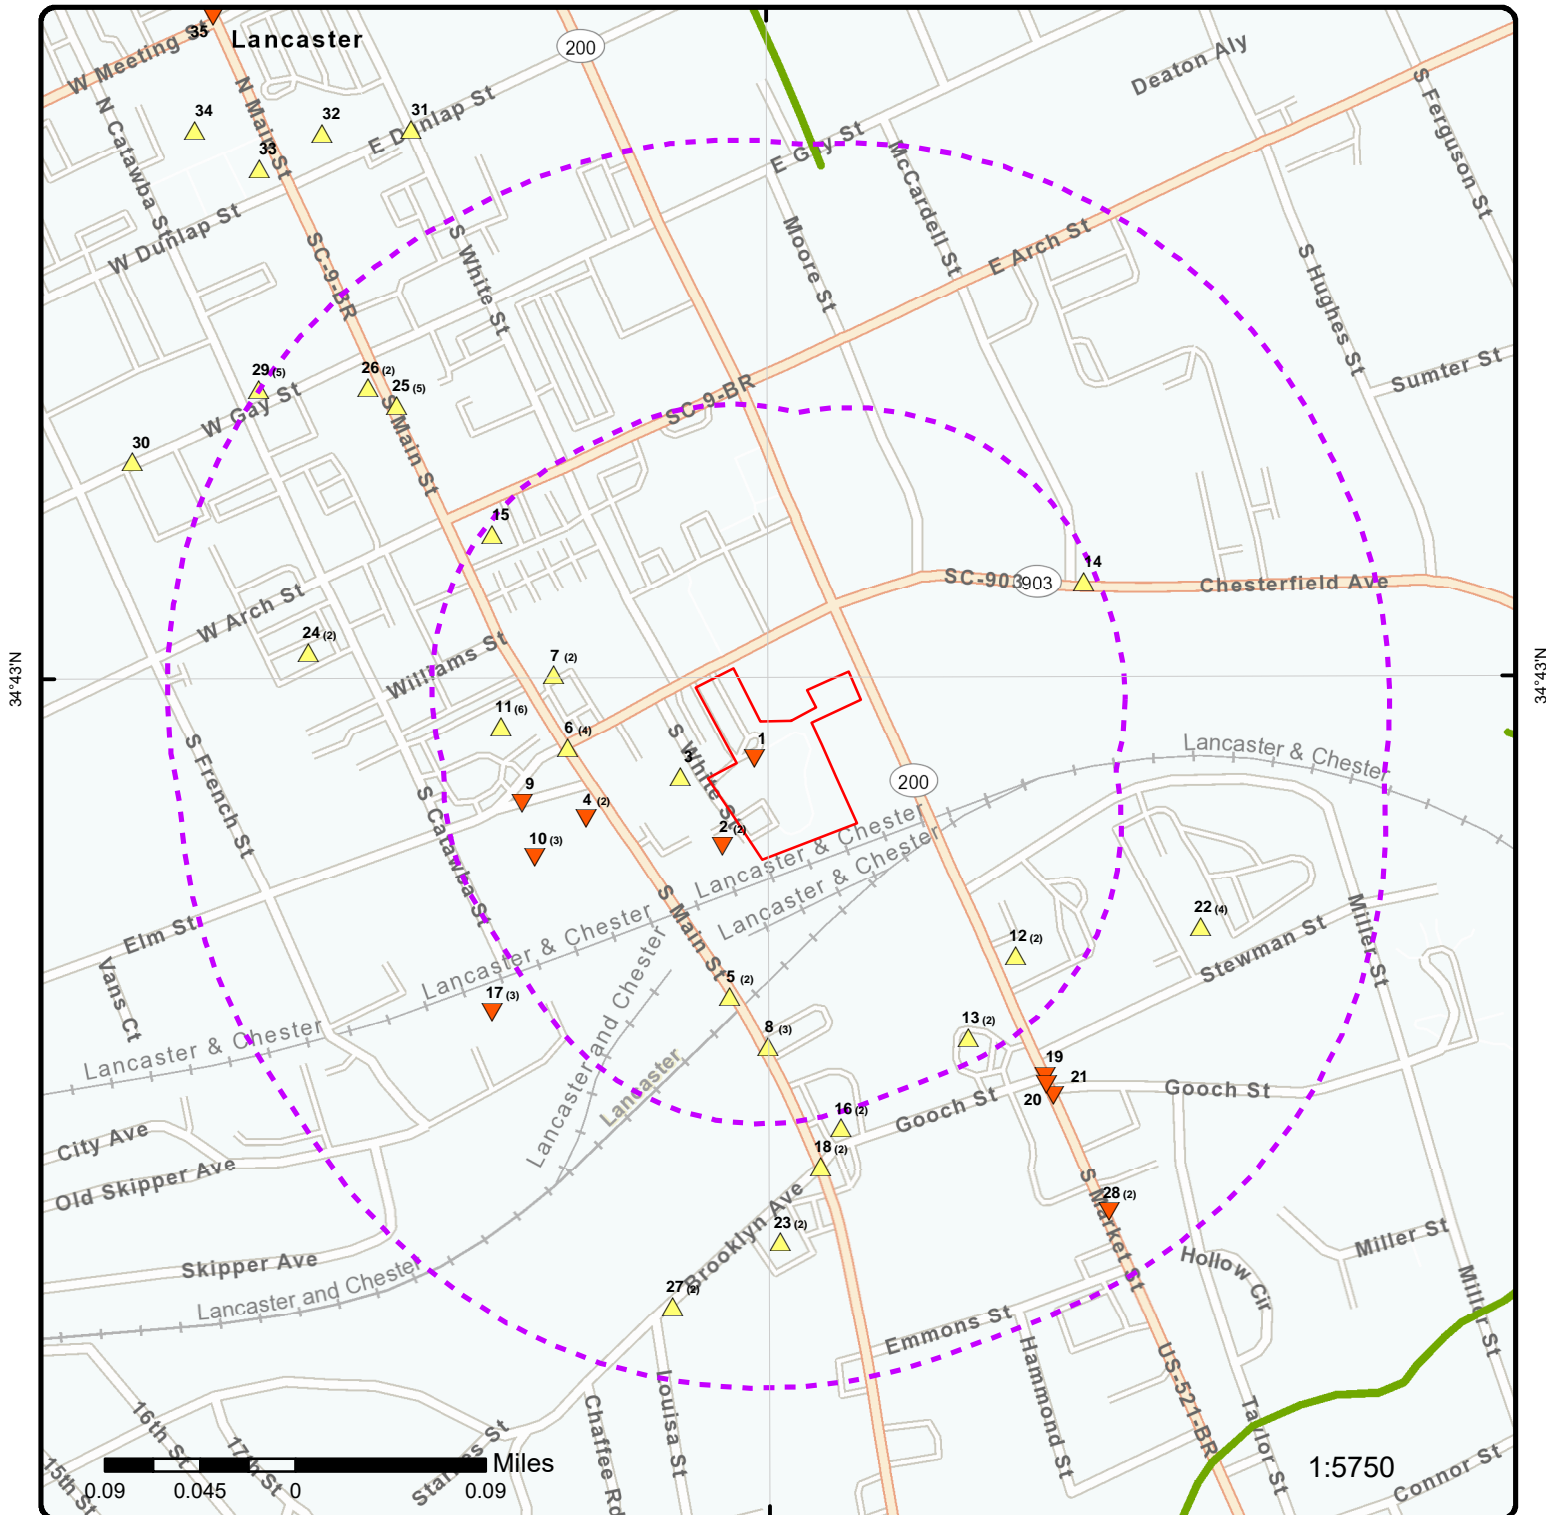 35
Lancaster
200
W Meeting St
Deaton Aly
N Catawba St
N Main St
34
32
31
33
E Dunlap St
E Gay St
McCardell St
S Ferguson St
W Dunlap St
SC-9-BR
S White St
Moore St
E Arch St
S Hughes St
Sumter St
29 (5)
26 (2)
25 (5)
SC-9-BR
W Gay St
S Main St
30
15
14
SC-903
903
Chesterfield Ave
W Arch St
24 (2)
Williams St
7 (2)
34°43'N
34°43'N
11 (6)
6 (4)
S French St
S White St
3
1
Lancaster & Chester
200
9
4 (2)
S Catawba St
2 (2)
10 (3)
Lancaster & Chester
Lancaster & Chester
Elm St
Vans Ct
S Main St
Lancaster & Chester
22 (4)
Miller St
Stewman St
12 (2)
5 (2)
17 (3)
8 (3)
13 (2)
Lancaster & Chester
Lancaster and Chester
Lancaster
19
21
20
Gooch St
Gooch St
16 (2)
18 (2)
City Ave
Old Skipper Ave
S Market St
28 (2)
23 (2)
Brooklyn Ave
Skipper Ave
Lancaster and Cheste
27 (2)
Hollow Cir
Miller St
Miller St
Emmons St
Hammond St
US-521-BR
Louisa St
Chaffee Rd
Taylor St
16th St
17th St
15th St
Connor St
Miles
0.09
0.045
0
0.09
1:5750